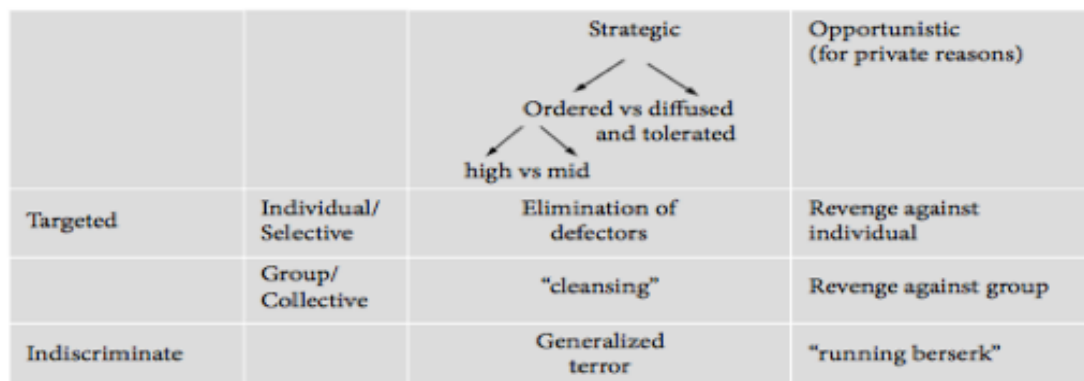 Strategic
Opportunistic
(for private reasons)
Ordered vs diffused
and tolerated
high vs mid
Targeted
Individual/
Selective
Elimination of
defectors
Revenge against
individual
Group/
Collective
“cleansing”
Revenge against group
Indiscriminate
Generalized
terror
“running berserk”